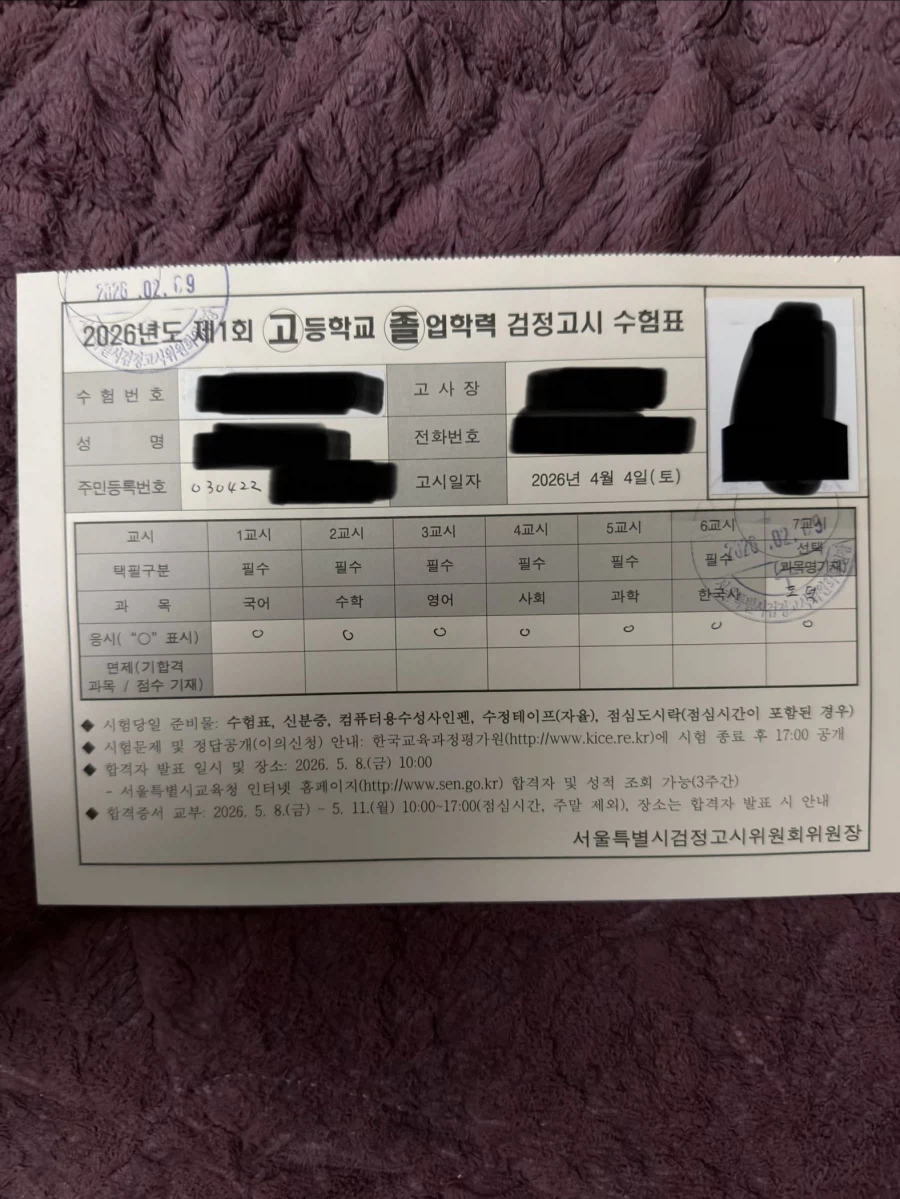 2026 .02. 09
2026년도 제1회 고등학교 졸업학력 검정고시 수험표
수험번호
고사장
성 명
전화번호
주민등록번호 030422
고시일자 2026년 4월 4일(토)
교시 1교시 2교시 3교시 4교시 5교시 6교시 7교시
택필구분 필수 필수 필수 필수 필수 필수 선택
(과목명기재)
과 목 국어 수학 영어 사회 과학 한국사 도덕
응시( "○" 표시) ○ ○ ○ ○ ○ ○ ○
면제(기합격
과목 / 점수 기재)
2026 .02. 09
◆ 시험당일 준비물: 수험표, 신분증, 컴퓨터용수성사인펜, 수정테이프(자율), 점심도시락(점심시간이 포함된 경우)
◆ 시험문제 및 정답공개(이의신청) 안내: 한국교육과정평가원(http://www.kice.re.kr)에 시험 종료 후 17:00 공개
◆ 합격자 발표 일시 및 장소: 2026. 5. 8.(금) 10:00
- 서울특별시교육청 인터넷 홈페이지(http://www.sen.go.kr) 합격자 및 성적 조회 가능(3주간)
◆ 합격증서 교부: 2026. 5. 8.(금) - 5. 11.(월) 10:00~17:00(점심시간, 주말 제외), 장소는 합격자 발표 시 안내
서울특별시검정고시위원회위원장